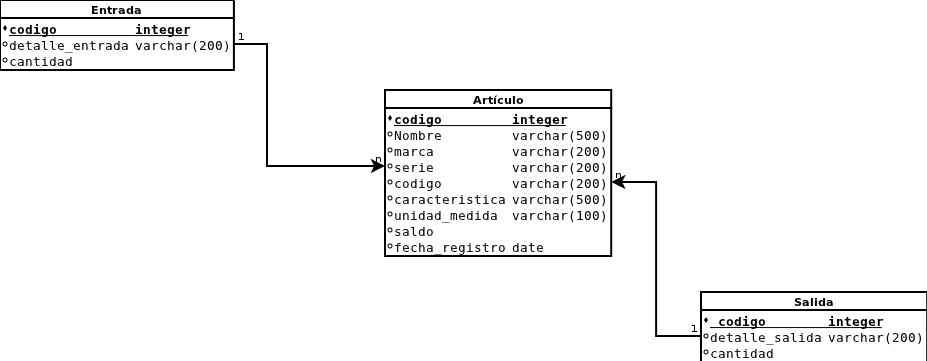 Entrada
codigo integer
detalle_entrada varchar(200)
cantidad
1
Artículo
codigo integer
Nombre varchar(500)
marca varchar(200)
n
serie varchar(200)
codigo varchar(200)
n
caracteristica varchar(500)
unidad_medida varchar(100)
saldo
fecha_registro date
Salida
codigo integer
1
detalle_salida varchar(200)
cantidad